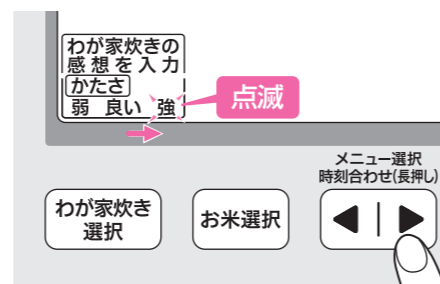 わが家炊きの
感想を入力
かたさ
弱 良い 強
点滅
メニュー選択
時刻合わせ(長押し)
わが家炊き
選択
お米選択